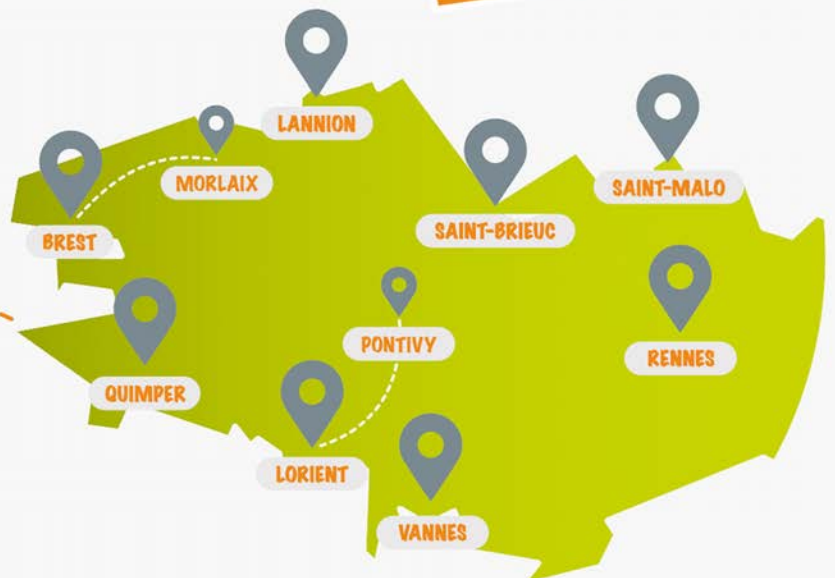 LANNION
MORLAIX
SAINT-MALO
SAINT-BRIEUC
BREST
PONTIVY
RENNES
QUIMPER
LORIENT
VANNES